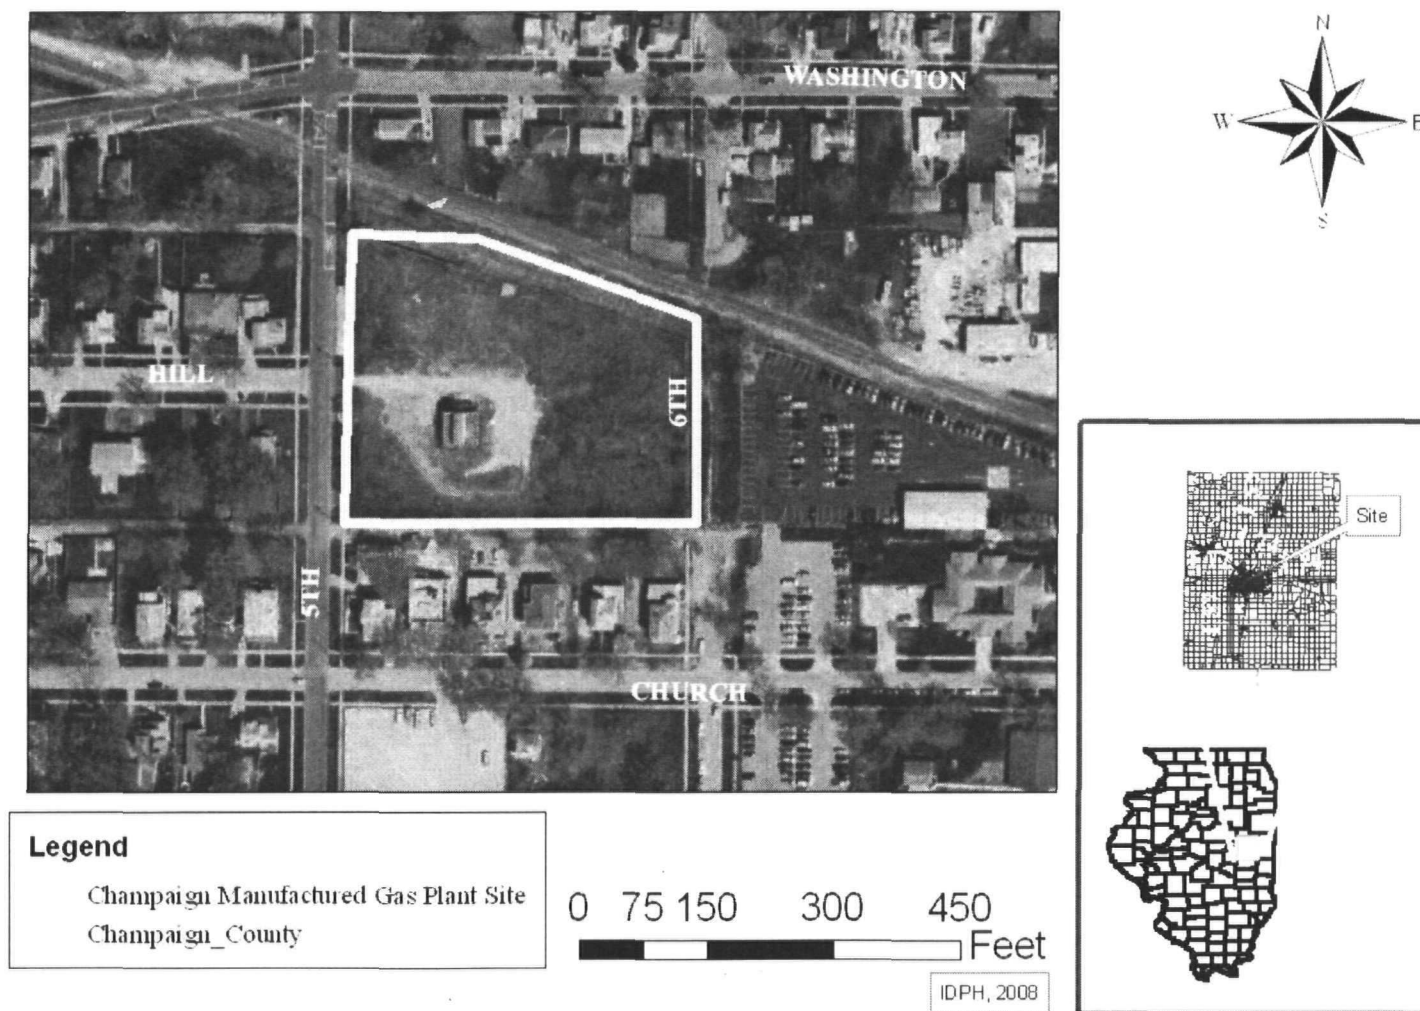 N
W
E
S
WASHINGTON
HILL
6TH
5TH
CHURCH
Site
Legend
Champaign Manufactured Gas Plant Site
Champaign_County
0 75 150 300 450
Feet
IDPH, 2008